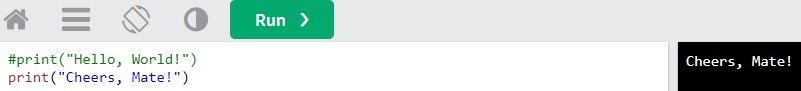 Run ❯
#print("Hello, World!")
print("Cheers, Mate!")
Cheers, Mate!